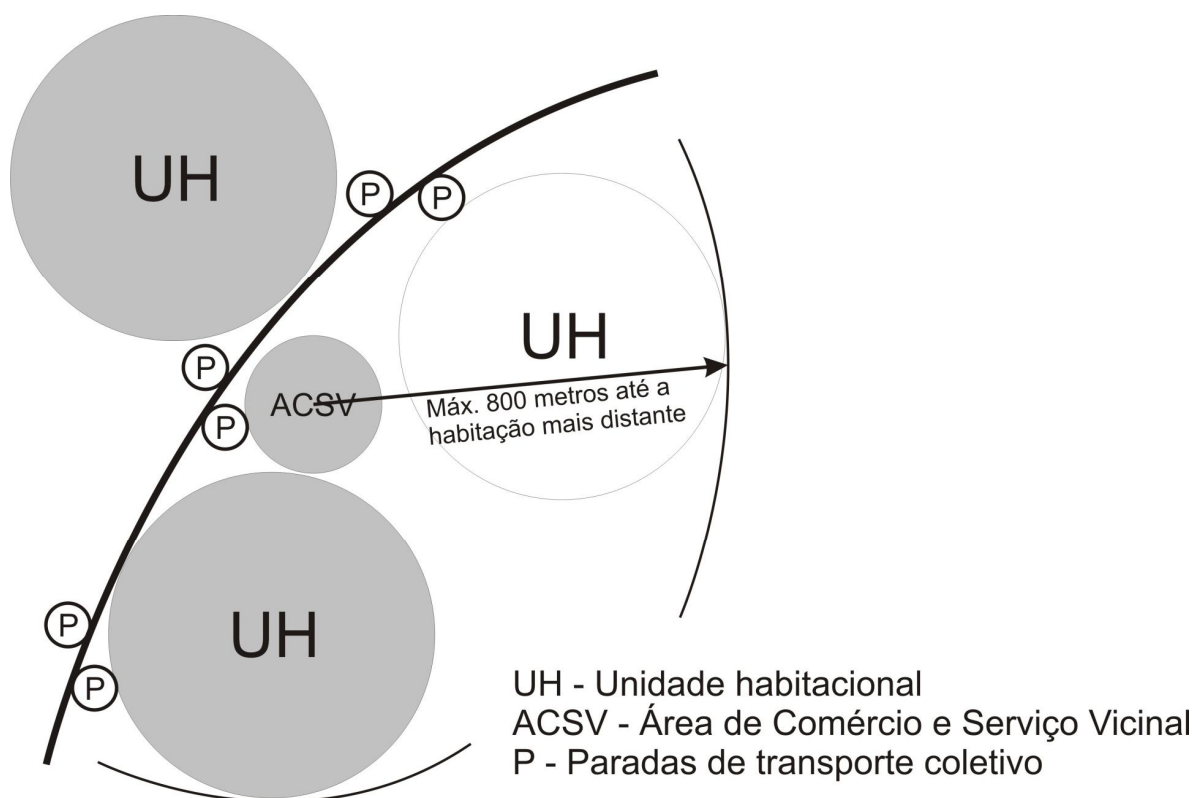 UH
P
P
UH
P
P
ACSV
Máx. 800 metros até a
habitação mais distante
P
P
UH
UH - Unidade habitacional
ACSV - Área de Comércio e Serviço Vicinal
P - Paradas de transporte coletivo